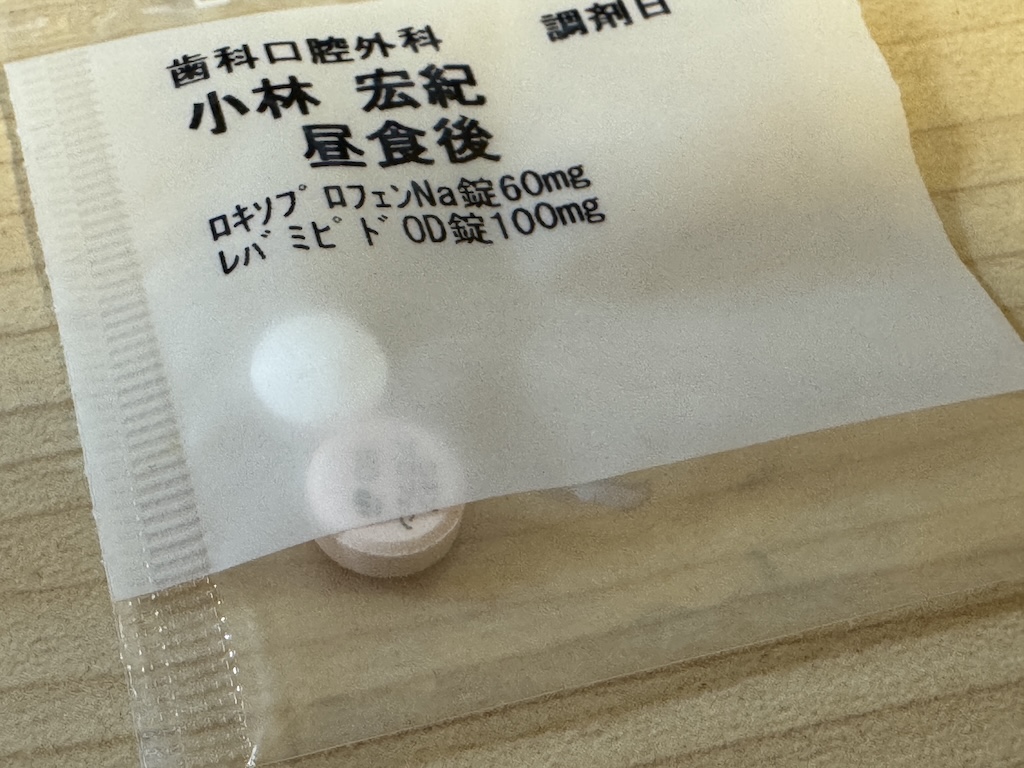 歯科口腔外科
調剤日
小林 宏紀
昼食後
ロキソプロフェンNa錠60mg
レバミピドOD錠100mg